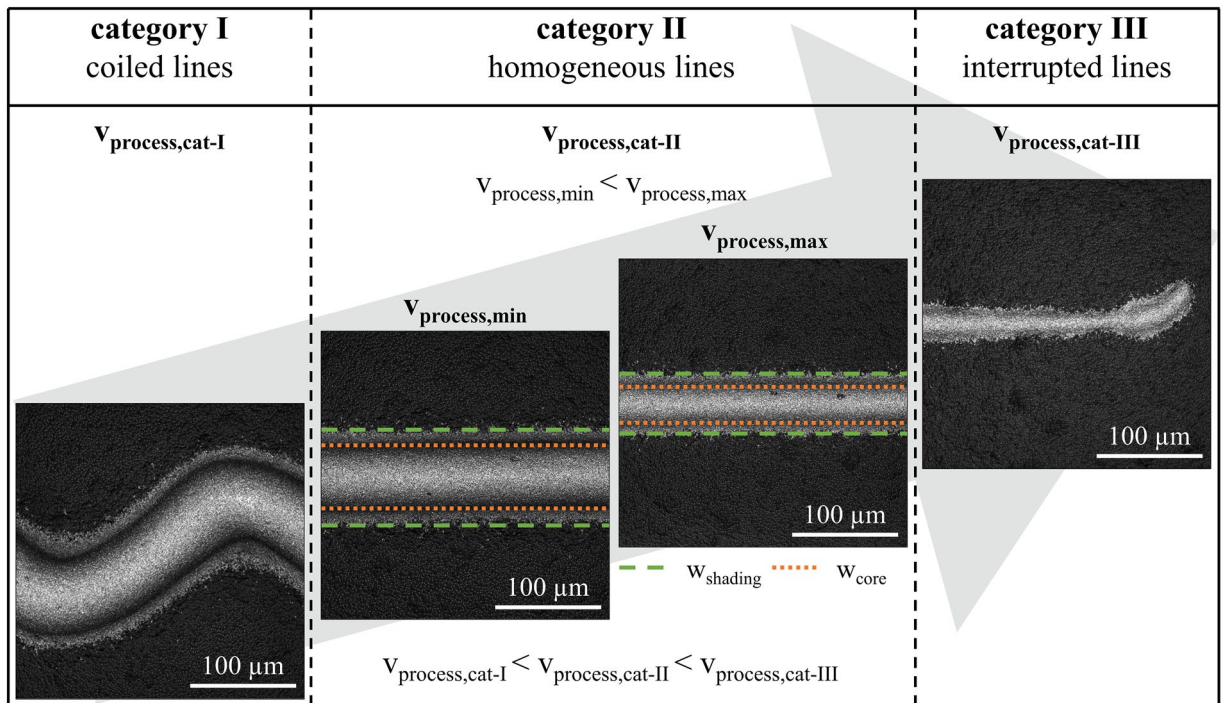 category I
coiled lines
category II
homogeneous lines
category III
interrupted lines
vprocess,cat-I
vprocess,cat-II
vprocess,cat-III
vprocess,min < vprocess,max
vprocess,max
vprocess,min
100 µm
100 µm
100 µm
100 µm
wshading
wcore
vprocess,cat-I < vprocess,cat-II < vprocess,cat-III